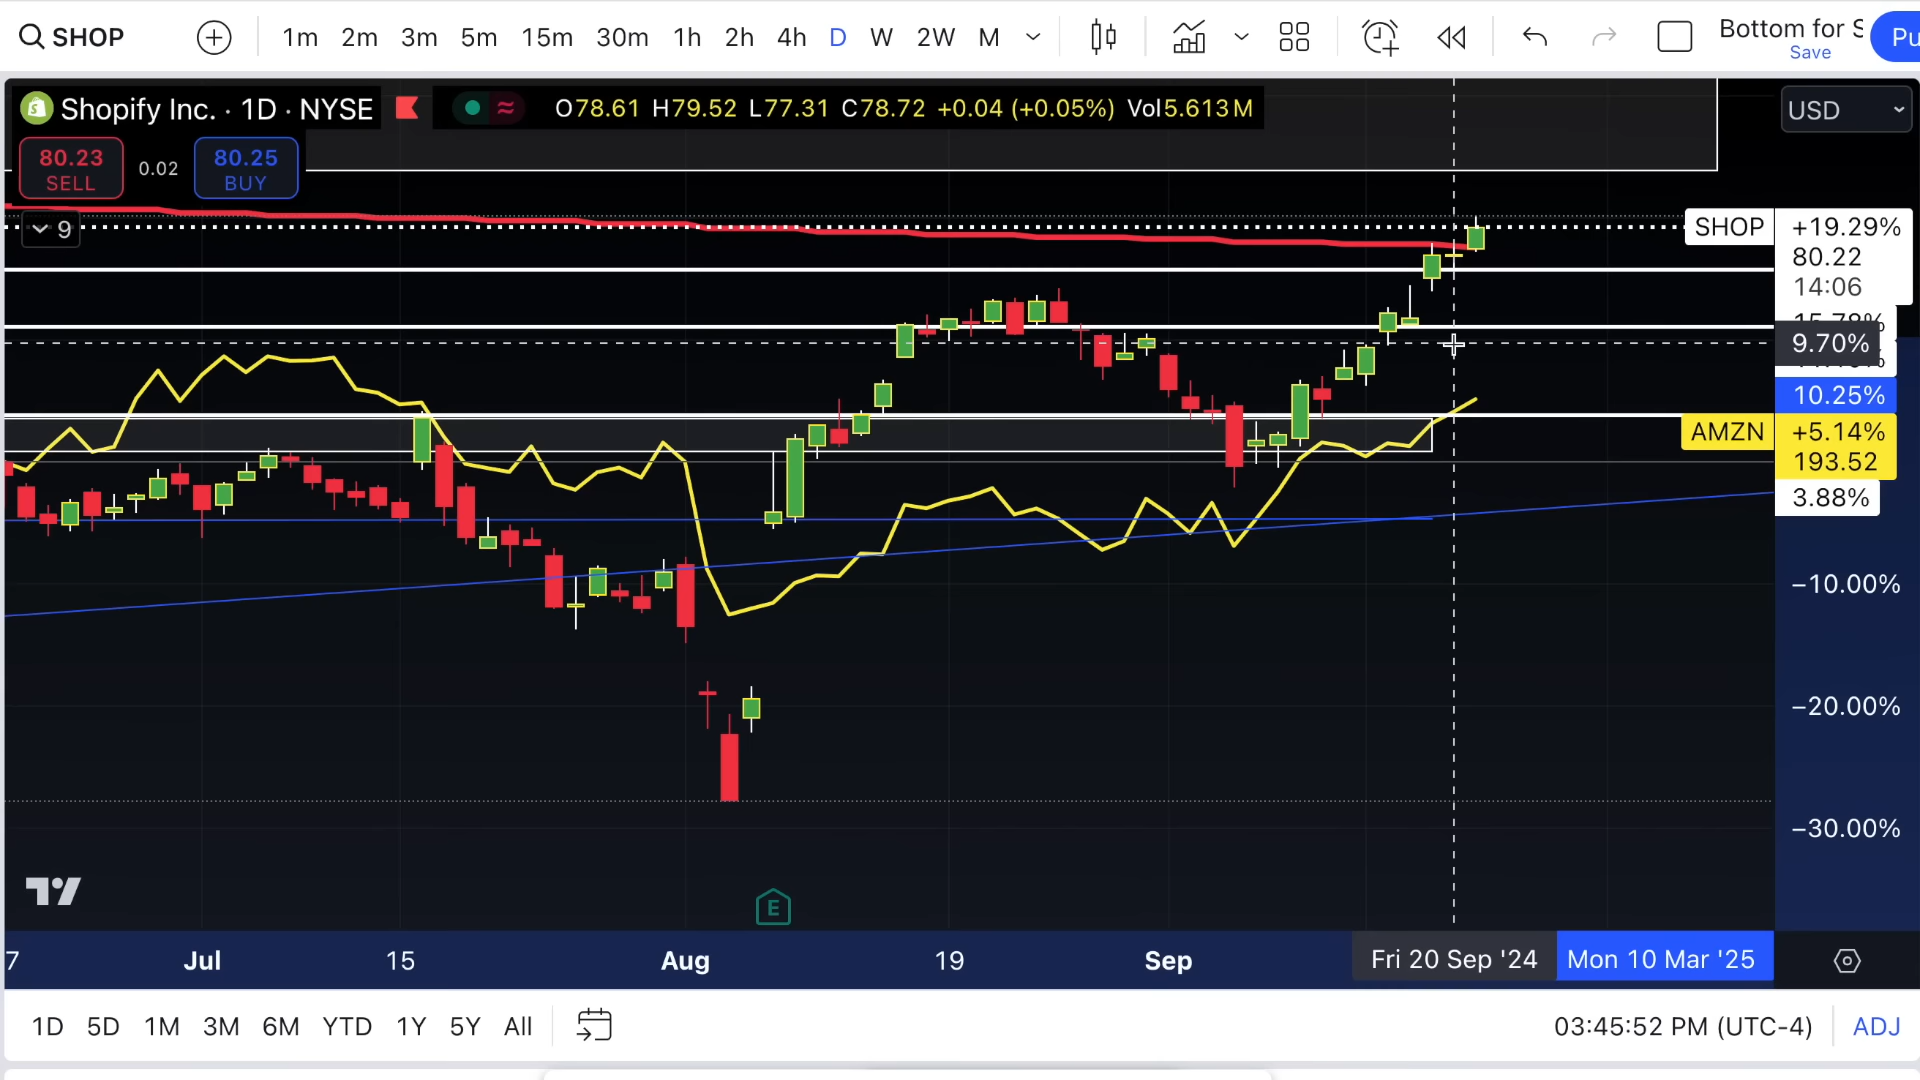 SHOP 1m 2m 3m 5m 15m 30m 1h 2h 4h D W 2W M Bottom for S
Save
Pu
Shopify Inc. · 1D · NYSE O78.61 H79.52 L77.31 C78.72 +0.04 (+0.05%) Vol5.613M USD
80.23 0.02 80.25
SELL BUY
9
SHOP +19.29%
80.22
14:06
9.70%
10.25%
AMZN +5.14%
193.52
3.88%
−10.00%
−20.00%
−30.00%
E
7 Jul 15 Aug 19 Sep Fri 20 Sep '24 Mon 10 Mar '25
1D 5D 1M 3M 6M YTD 1Y 5Y All 03:45:52 PM (UTC-4) ADJ